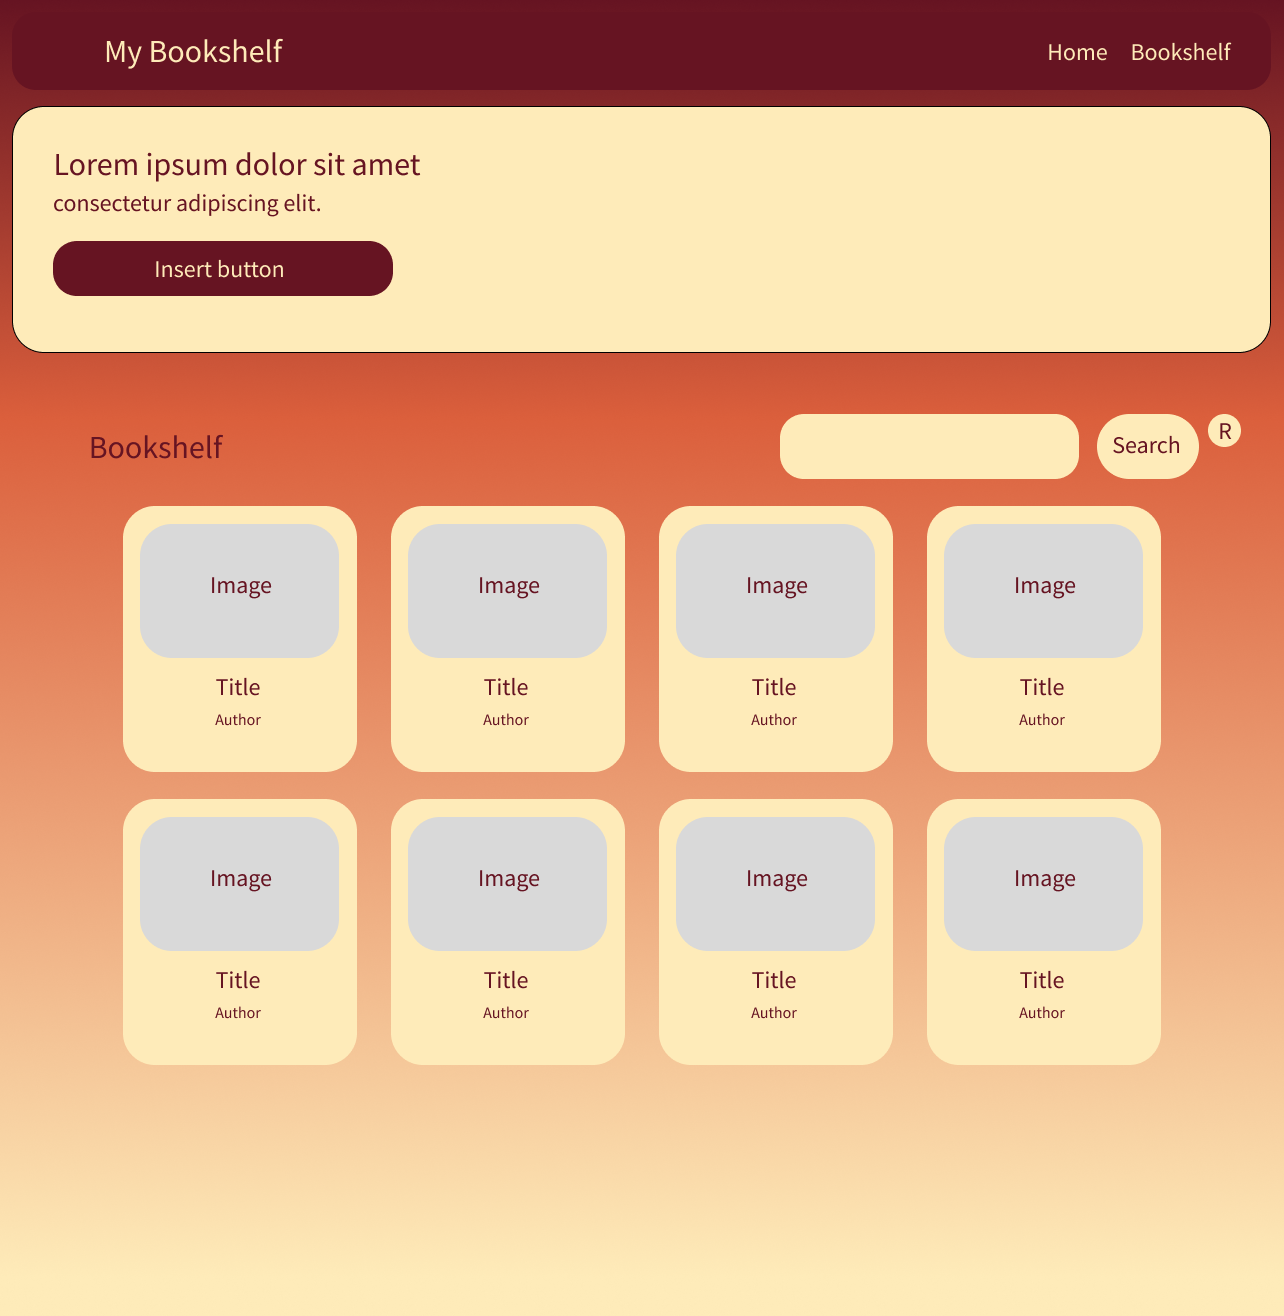 My Bookshelf
Home Bookshelf
Lorem ipsum dolor sit amet
consectetur adipiscing elit.
Insert button
Bookshelf
Search
R
Image
Title
Author
Image
Title
Author
Image
Title
Author
Image
Title
Author
Image
Title
Author
Image
Title
Author
Image
Title
Author
Image
Title
Author